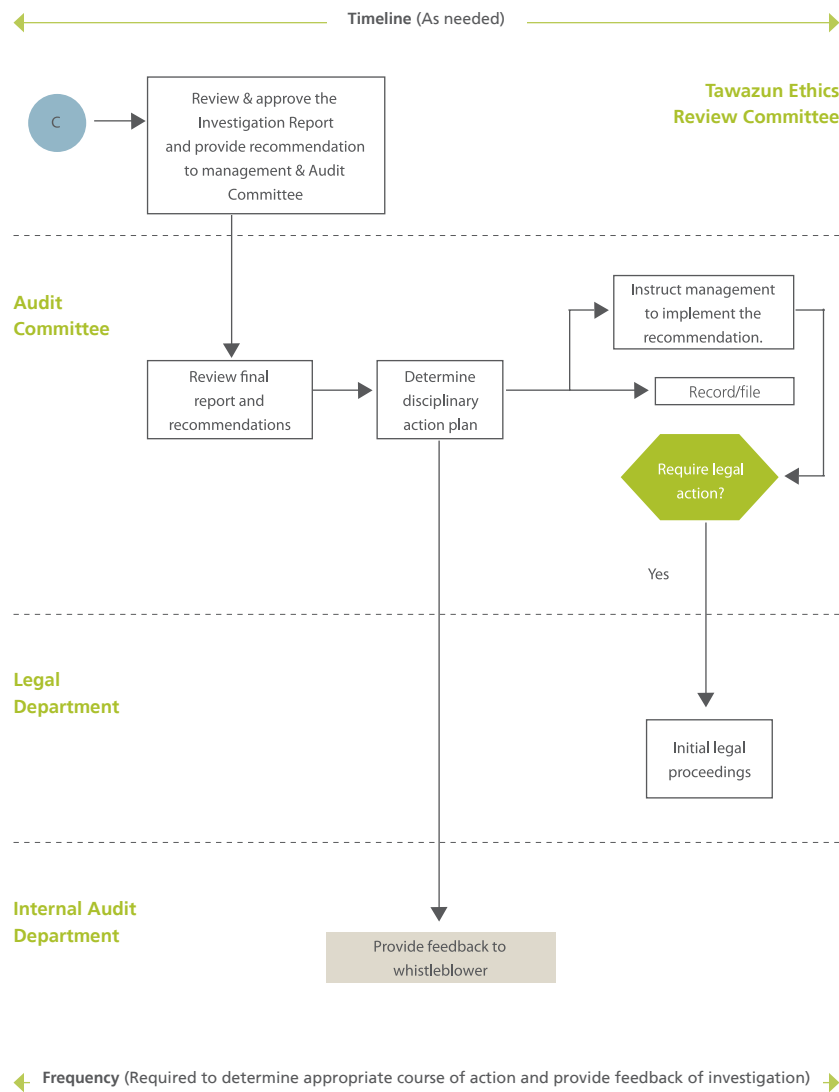 Timeline (As needed)
C
Review & approve the
Investigation Report
and provide recommendation
to management & Audit
Committee
Tawazun Ethics
Review Committee
Audit
Committee
Review final
report and
recommendations
Determine
disciplinary
action plan
Instruct management
to implement the
recommendation.
Record/file
Require legal
action?
Yes
Legal
Department
Initial legal
proceedings
Internal Audit
Department
Provide feedback to
whistleblower
Frequency (Required to determine appropriate course of action and provide feedback of investigation)